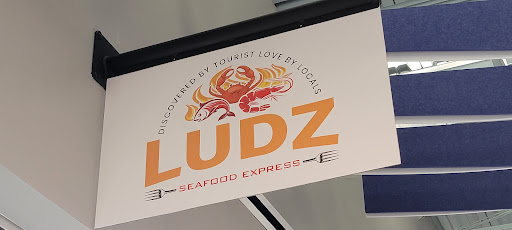 DISCOVERED BY TOURIST LOVE BY LOCALS
LUDZ
SEAFOOD EXPRESS